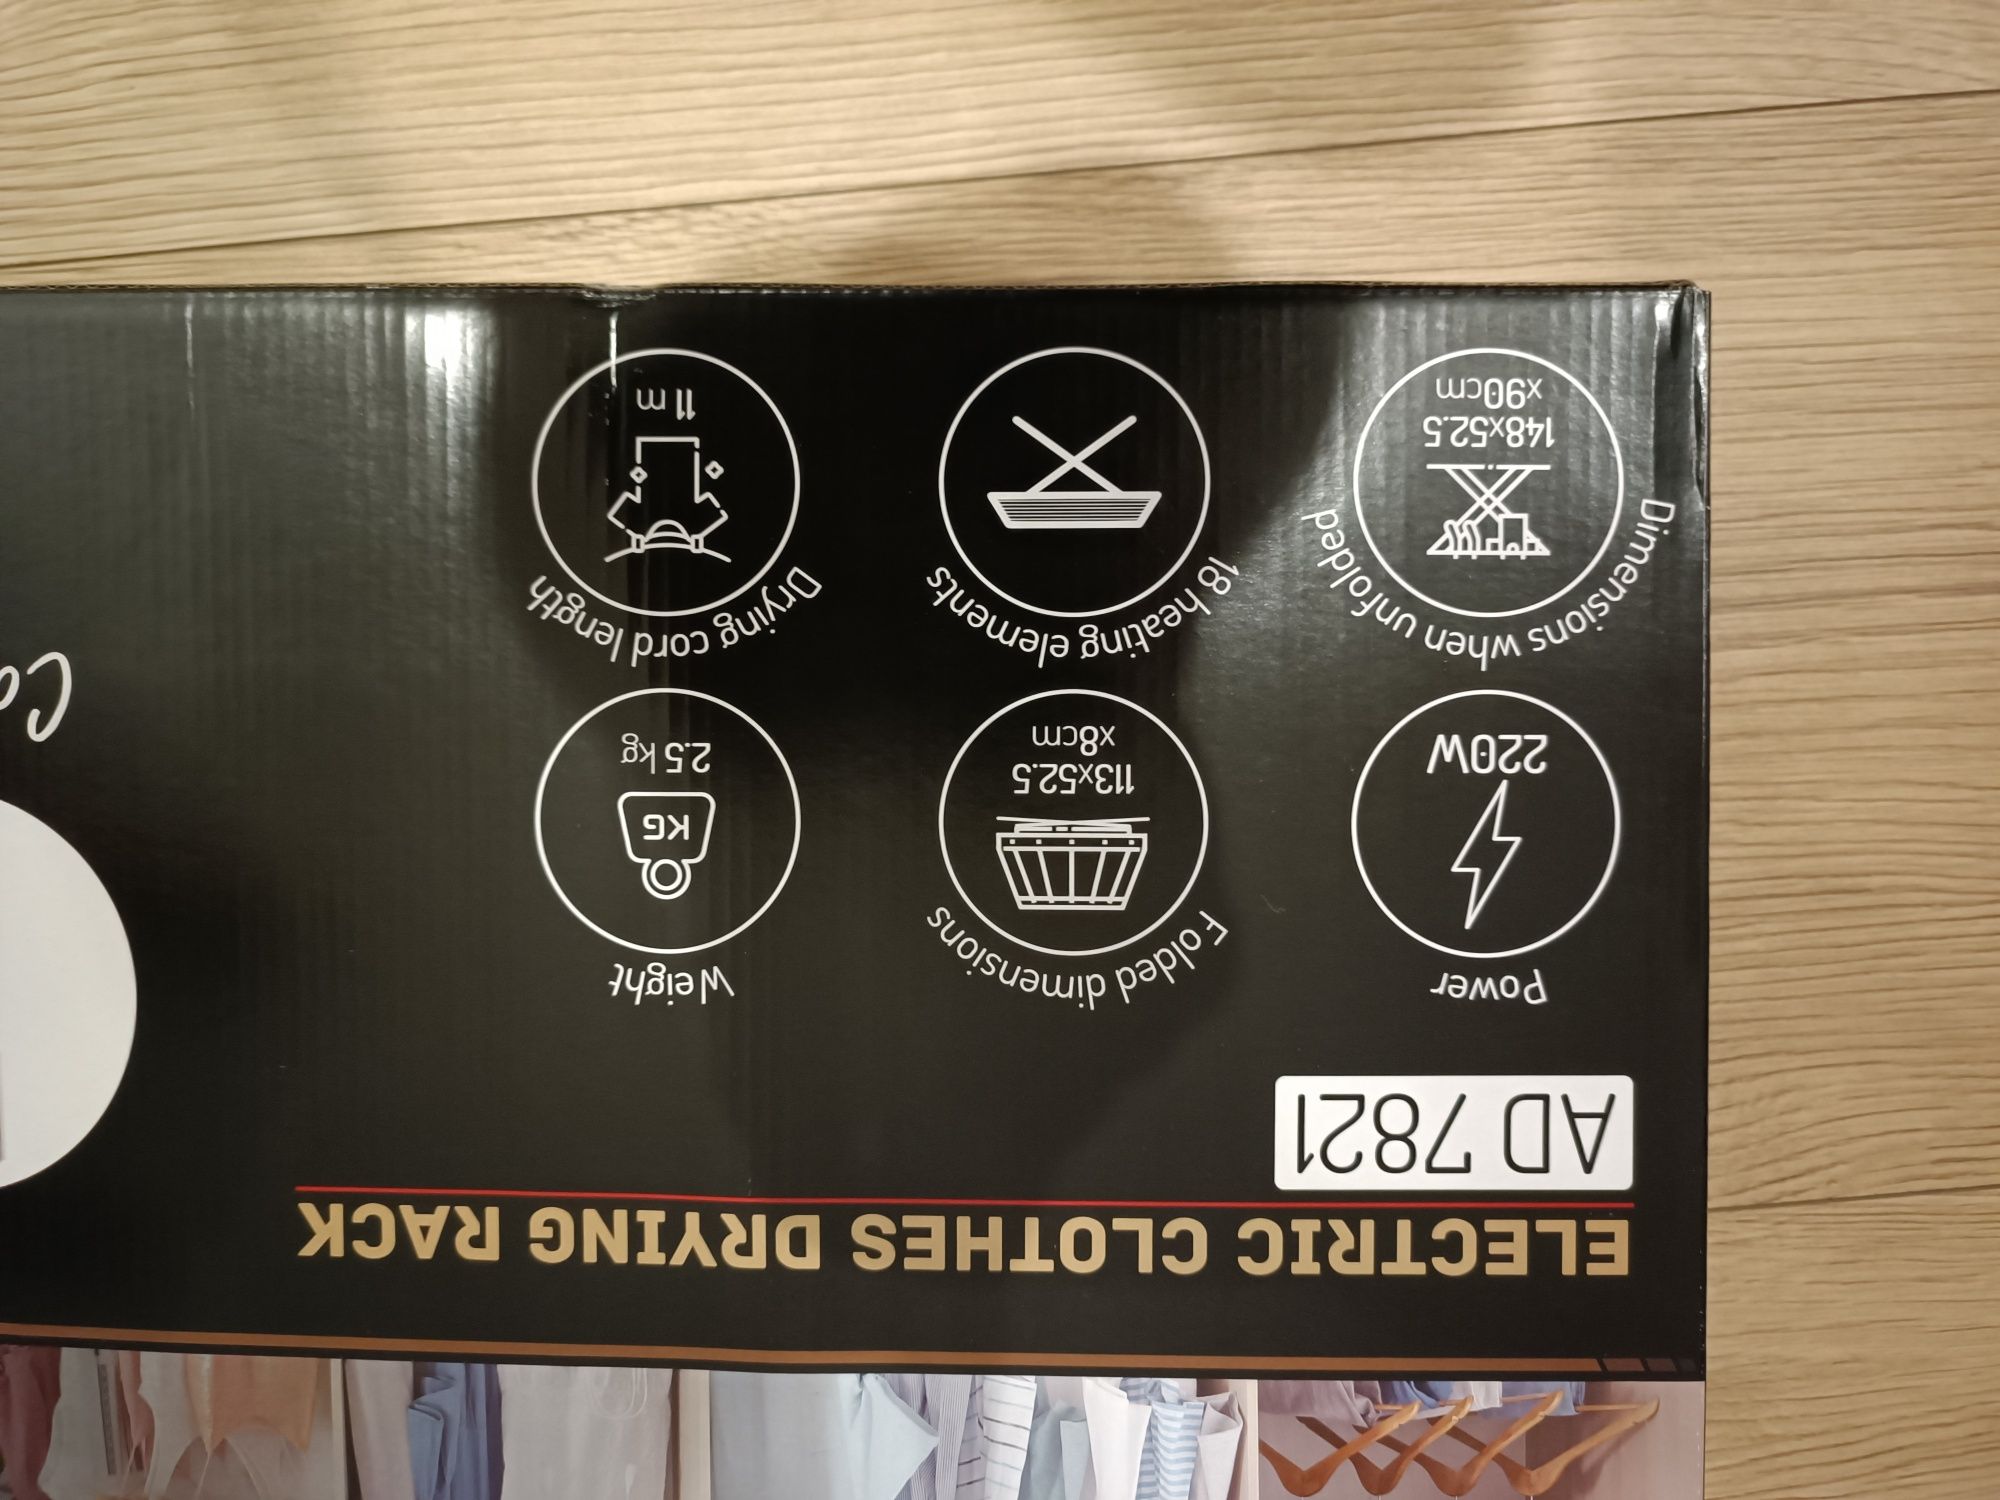 ELECTRIC CLOTHES DRYING RACK
AD 7821
Power
220W
Folded dimensions
113x52.5
x8cm
Weight
KG
2.5 kg
Dimensions when unfolded
148x52.5
x90cm
18 heating elements
Drying cord length
11 m